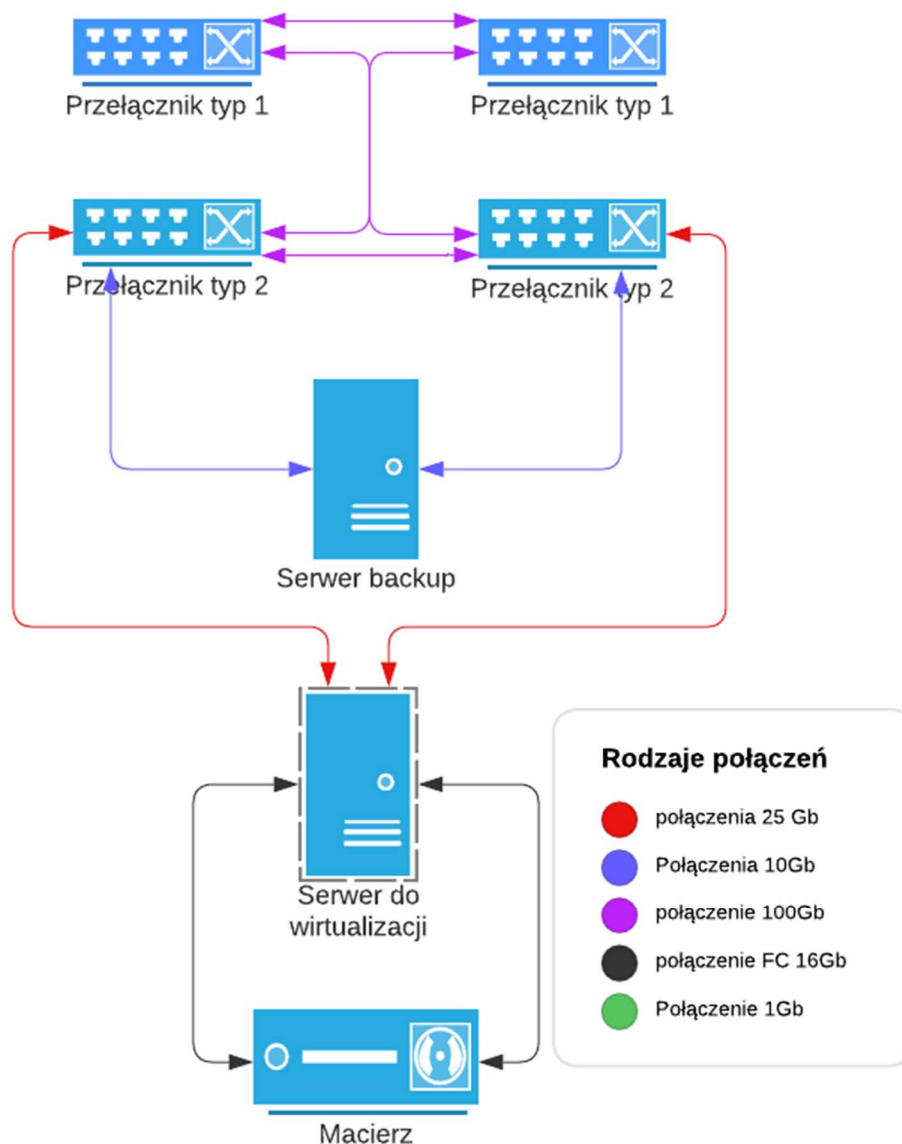 Przełącznik typ 1
Przełącznik typ 1
Przełącznik typ 2
Przełącznik typ 2
Serwer backup
Serwer do
wirtualizacji
Macierz
Rodzaje połączeń
połączenia 25 Gb
Połączenia 10Gb
połączenie 100Gb
połączenie FC 16Gb
Połączenie 1Gb